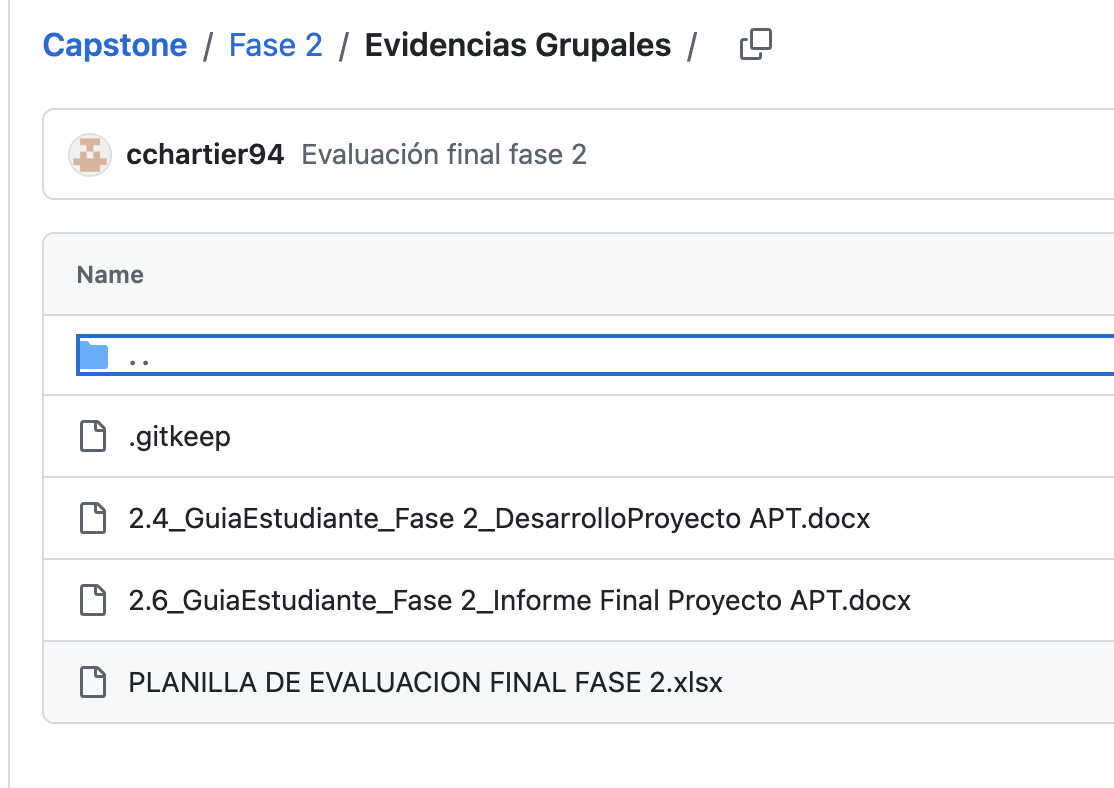 Capstone / Fase 2 / Evidencias Grupales /
cchartier94 Evaluación final fase 2
Name
..
.gitkeep
2.4_GuiaEstudiante_Fase 2_DesarrolloProyecto APT.docx
2.6_GuiaEstudiante_Fase 2_Informe Final Proyecto APT.docx
PLANILLA DE EVALUACION FINAL FASE 2.xlsx